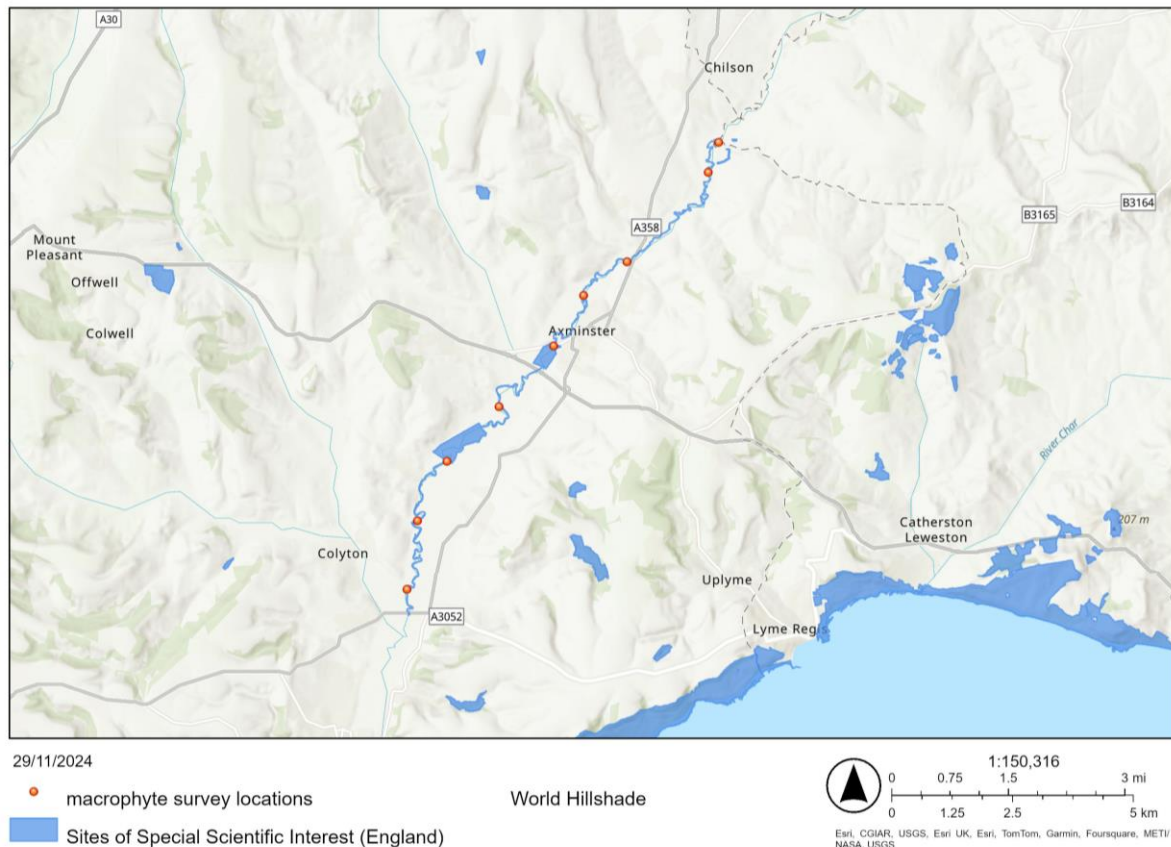 A30
Chilson
B3164
B3165
A358
Mount
Pleasant
Offwell
Colwell
Axminster
River Char
207 m
Catherston
Leweston
Colyton
Uplyme
A3052
Lyme Regis
29/11/2024
macrophyte survey locations
World Hillshade
Sites of Special Scientific Interest (England)
1:150,316
0 0.75 1.5 3 mi
0 1.25 2.5 5 km
Esri, CGIAR, USGS, Esri UK, Esri, TomTom, Garmin, Foursquare, METI/
NASA, USGS